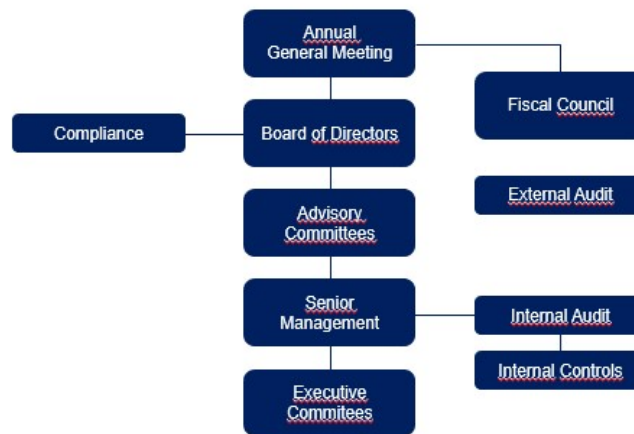 Annual
General Meeting
Fiscal Council
Compliance
Board of Directors
External Audit
Advisory
Committees
Senior
Management
Internal Audit
Internal Controls
Executive
Commitees